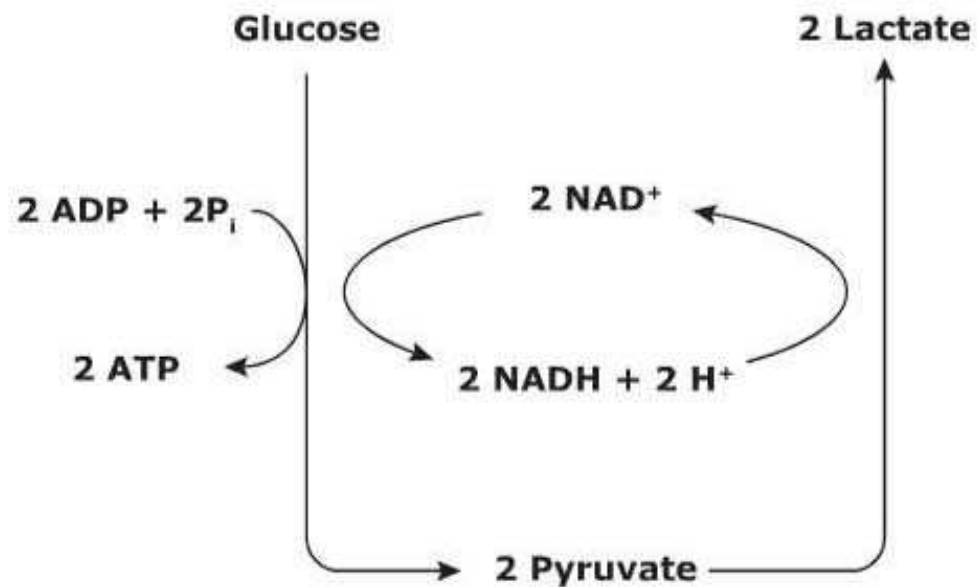 Glucose
2 Lactate
2 ADP + 2Pᵢ
2 NAD⁺
2 ATP
2 NADH + 2 H⁺
2 Pyruvate